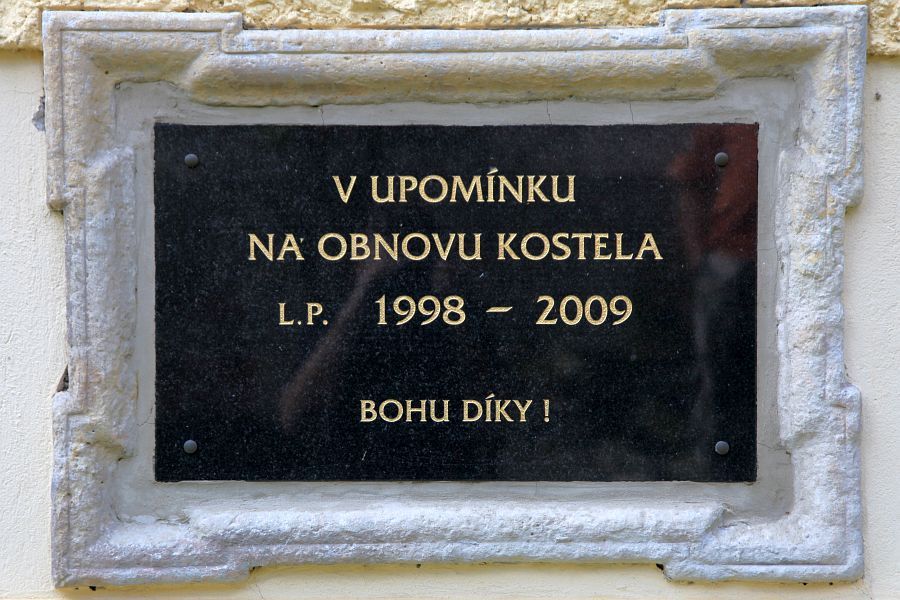 V UPOMÍNKU
NA OBNOVU KOSTELA
L.P. 1998 – 2009
BOHU DÍKY !